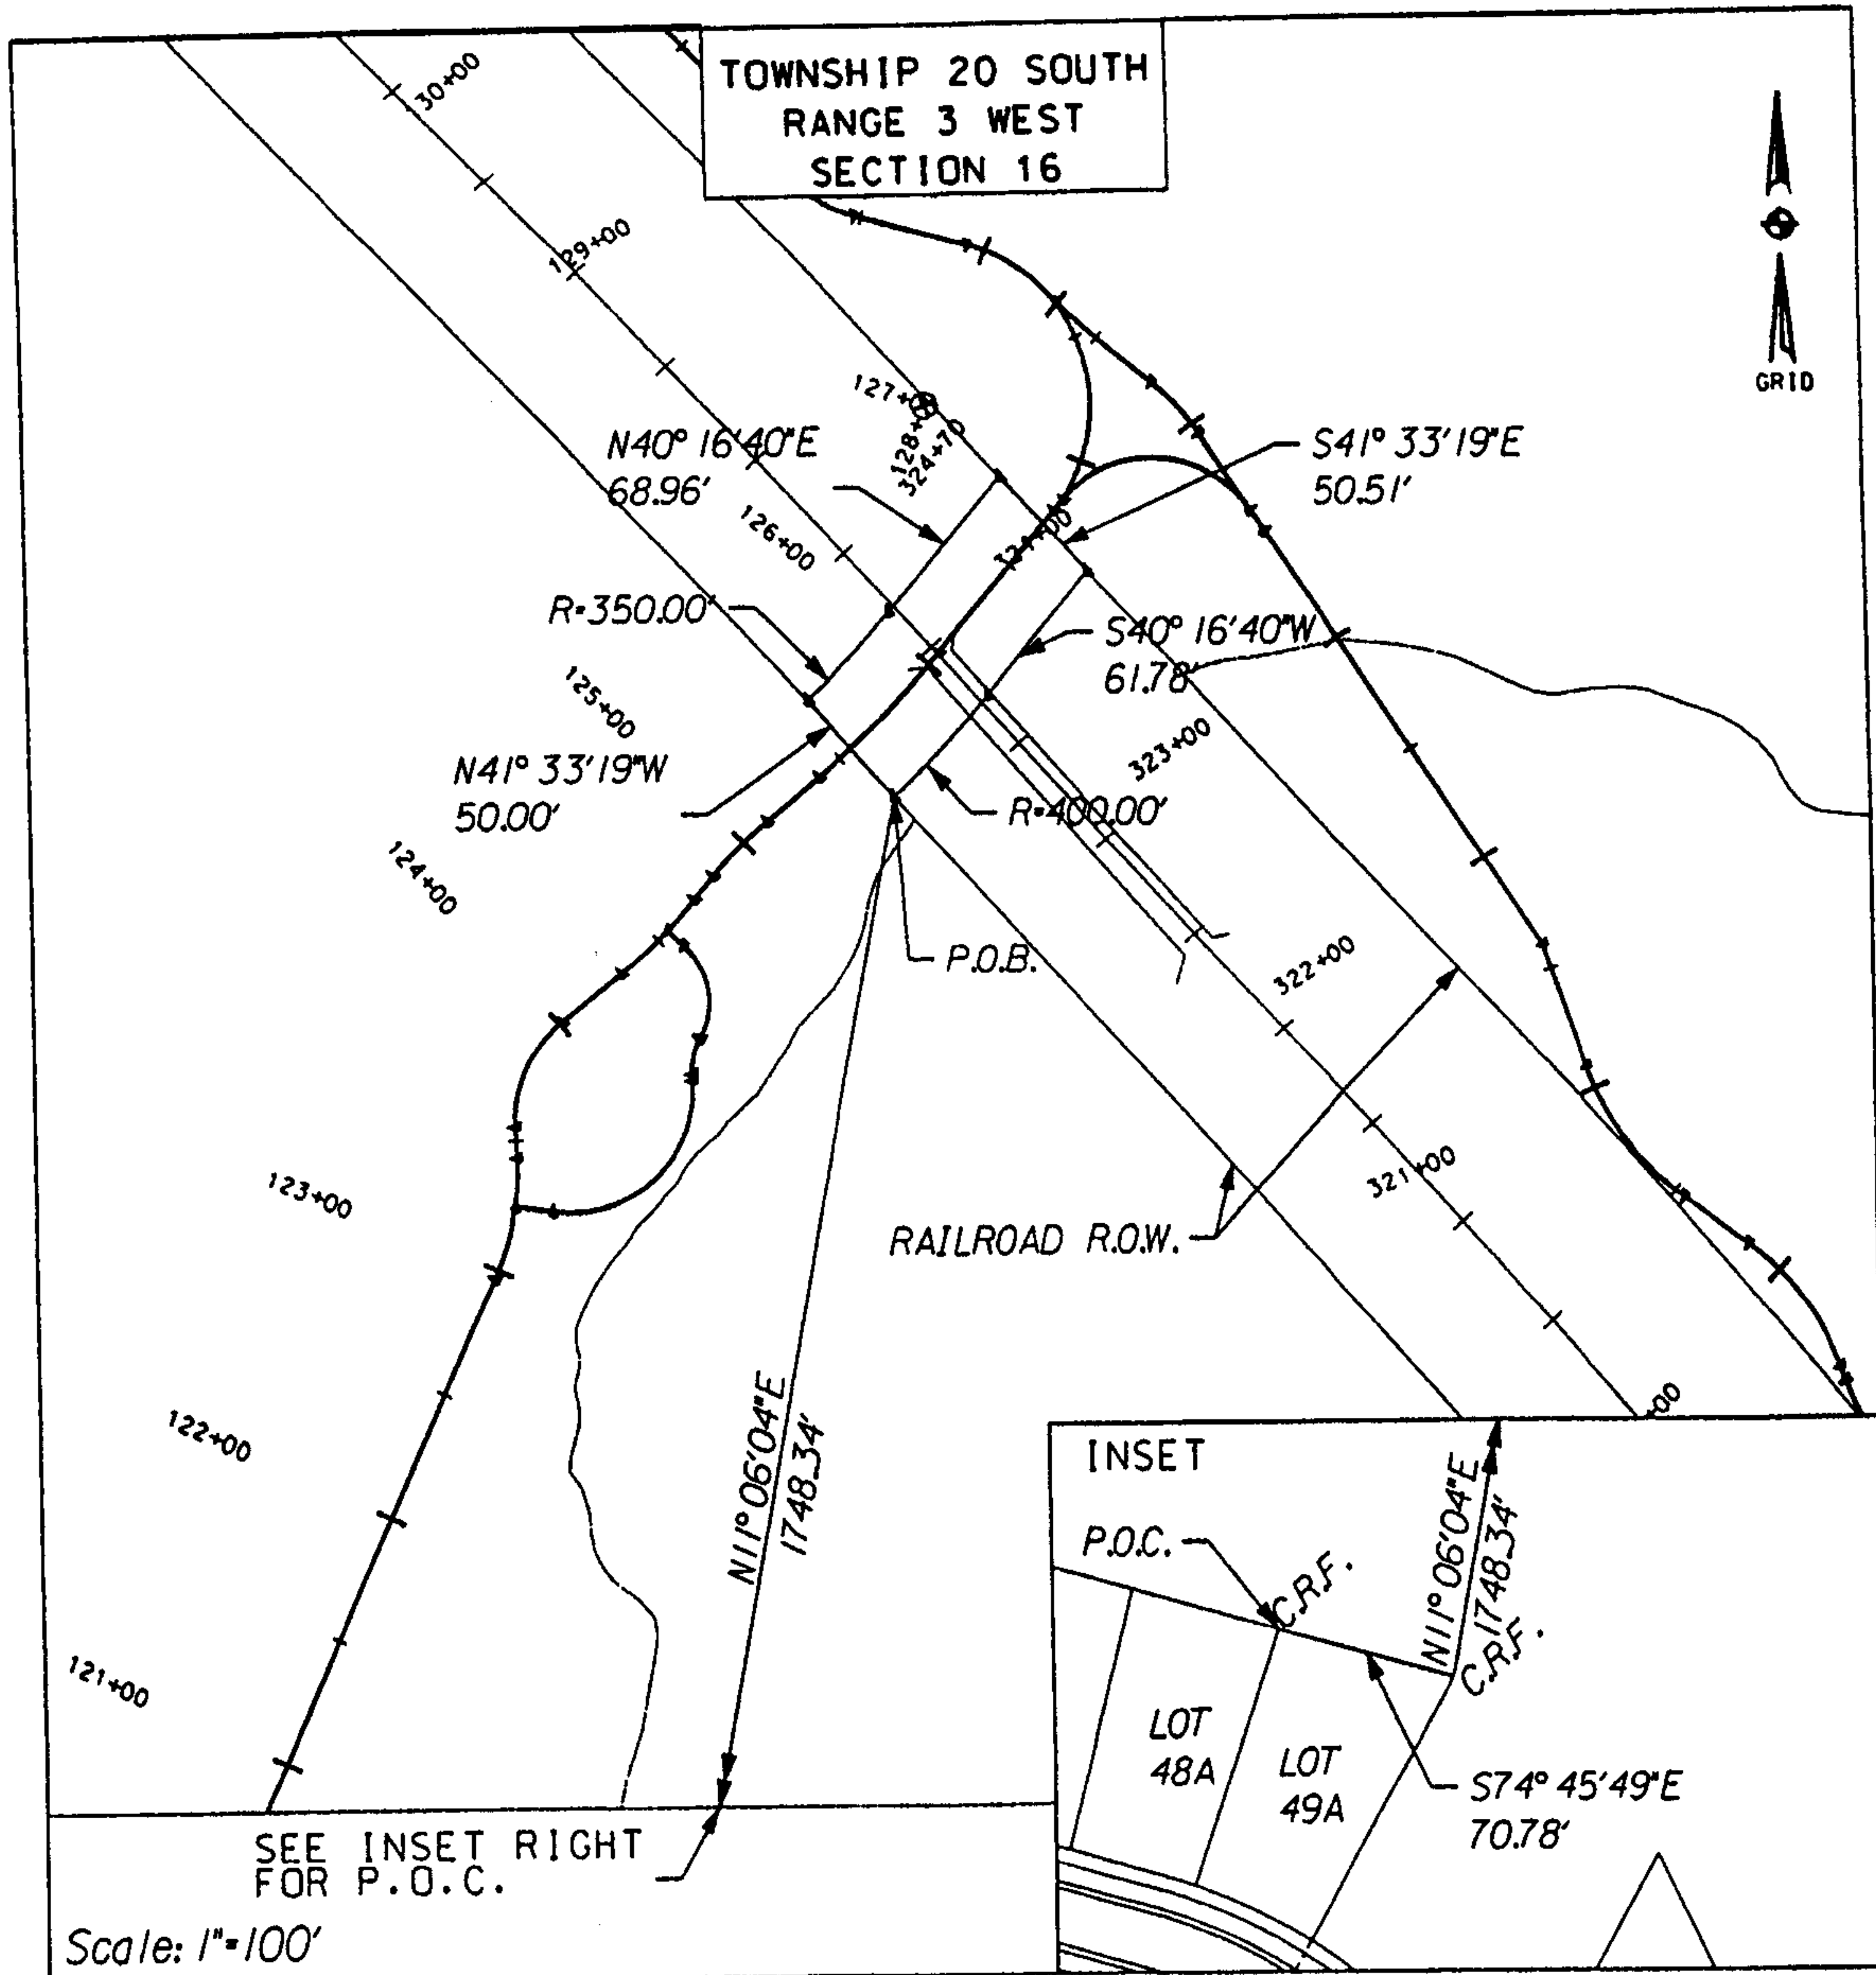 TOWNSHIP 20 SOUTH
RANGE 3 WEST
SECTION 16
GRID
30+00
129+00
127+00
128+00
324+70
N40° 16'40"E
68.96'
S41° 33'19"E
50.51'
126+00
R=350.00'
S40° 16'40"W
61.78'
125+00
323+00
N41° 33'19"W
50.00'
R=400.00'
124+00
P.O.B.
322+00
123+00
321+00
RAILROAD R.O.W.
122+00
+00
N11° 06'04"E
1748.34'
121+00
SEE INSET RIGHT
FOR P.O.C.
Scale: 1"=100'
INSET
P.O.C.
C.R.F.
N11° 06'04"E
1748.34'
C.R.F.
LOT
48A
LOT
49A
S74° 45'49"E
70.78'